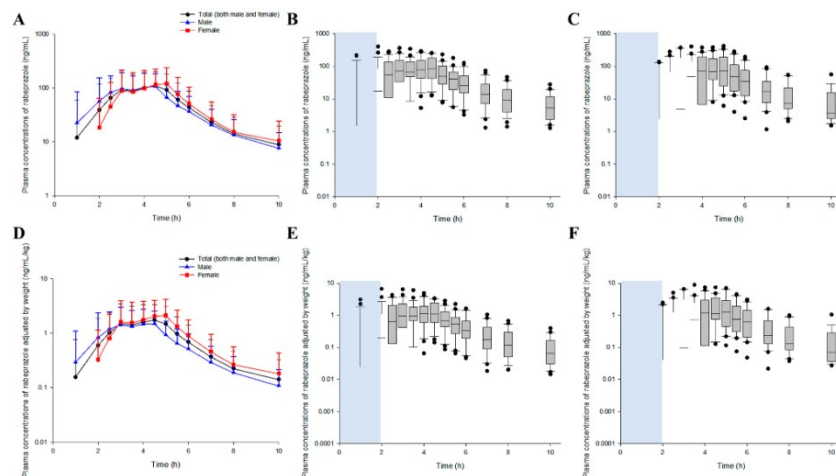 A
Plasma concentrations of rabeprazole (ng/mL)
1000
100
10
1
Total (both male and female)
Male
Female
0 2 4 6 8 10
Time (h)
B
Plasma concentrations of rabeprazole (ng/mL)
1000
100
10
1
0.1
0.01
0 2 4 6 8 10
Time (h)
C
Plasma concentrations of rabeprazole (ng/mL)
1000
100
10
1
0.1
0.01
0 2 4 6 8 10
Time (h)
D
Plasma concentrations of rabeprazole adjusted by weight (ng/mL/kg)
10
1
0.1
0.01
Total (both male and female)
Male
Female
0 2 4 6 8 10
Time (h)
E
Plasma concentrations of rabeprazole adjusted by weight (ng/mL/kg)
10
1
0.1
0.01
0.001
0.0001
0 2 4 6 8 10
Time (h)
F
Plasma concentrations of rabeprazole adjusted by weight (ng/mL/kg)
10
1
0.1
0.01
0.001
0.0001
0 2 4 6 8 10
Time (h)